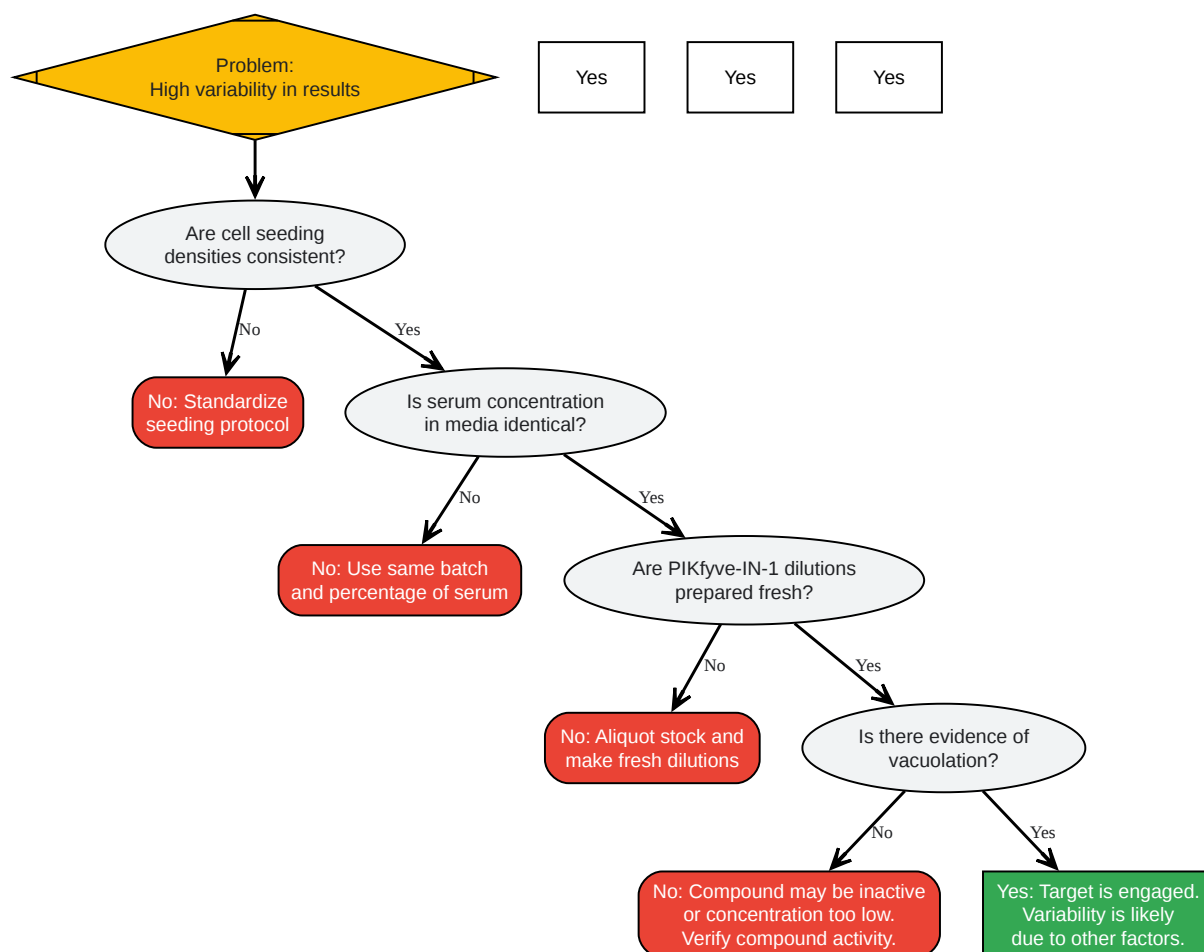 Problem:
High variability in results
Yes
Yes
Yes
Are cell seeding
densities consistent?
No
Yes
No: Standardize
seeding protocol
Is serum concentration
in media identical?
No
Yes
No: Use same batch
and percentage of serum
Are PIKfyve-IN-1 dilutions
prepared fresh?
No
Yes
No: Aliquot stock and
make fresh dilutions
Is there evidence of
vacuolation?
No
Yes
No: Compound may be inactive
or concentration too low.
Verify compound activity.
Yes: Target is engaged.
Variability is likely
due to other factors.